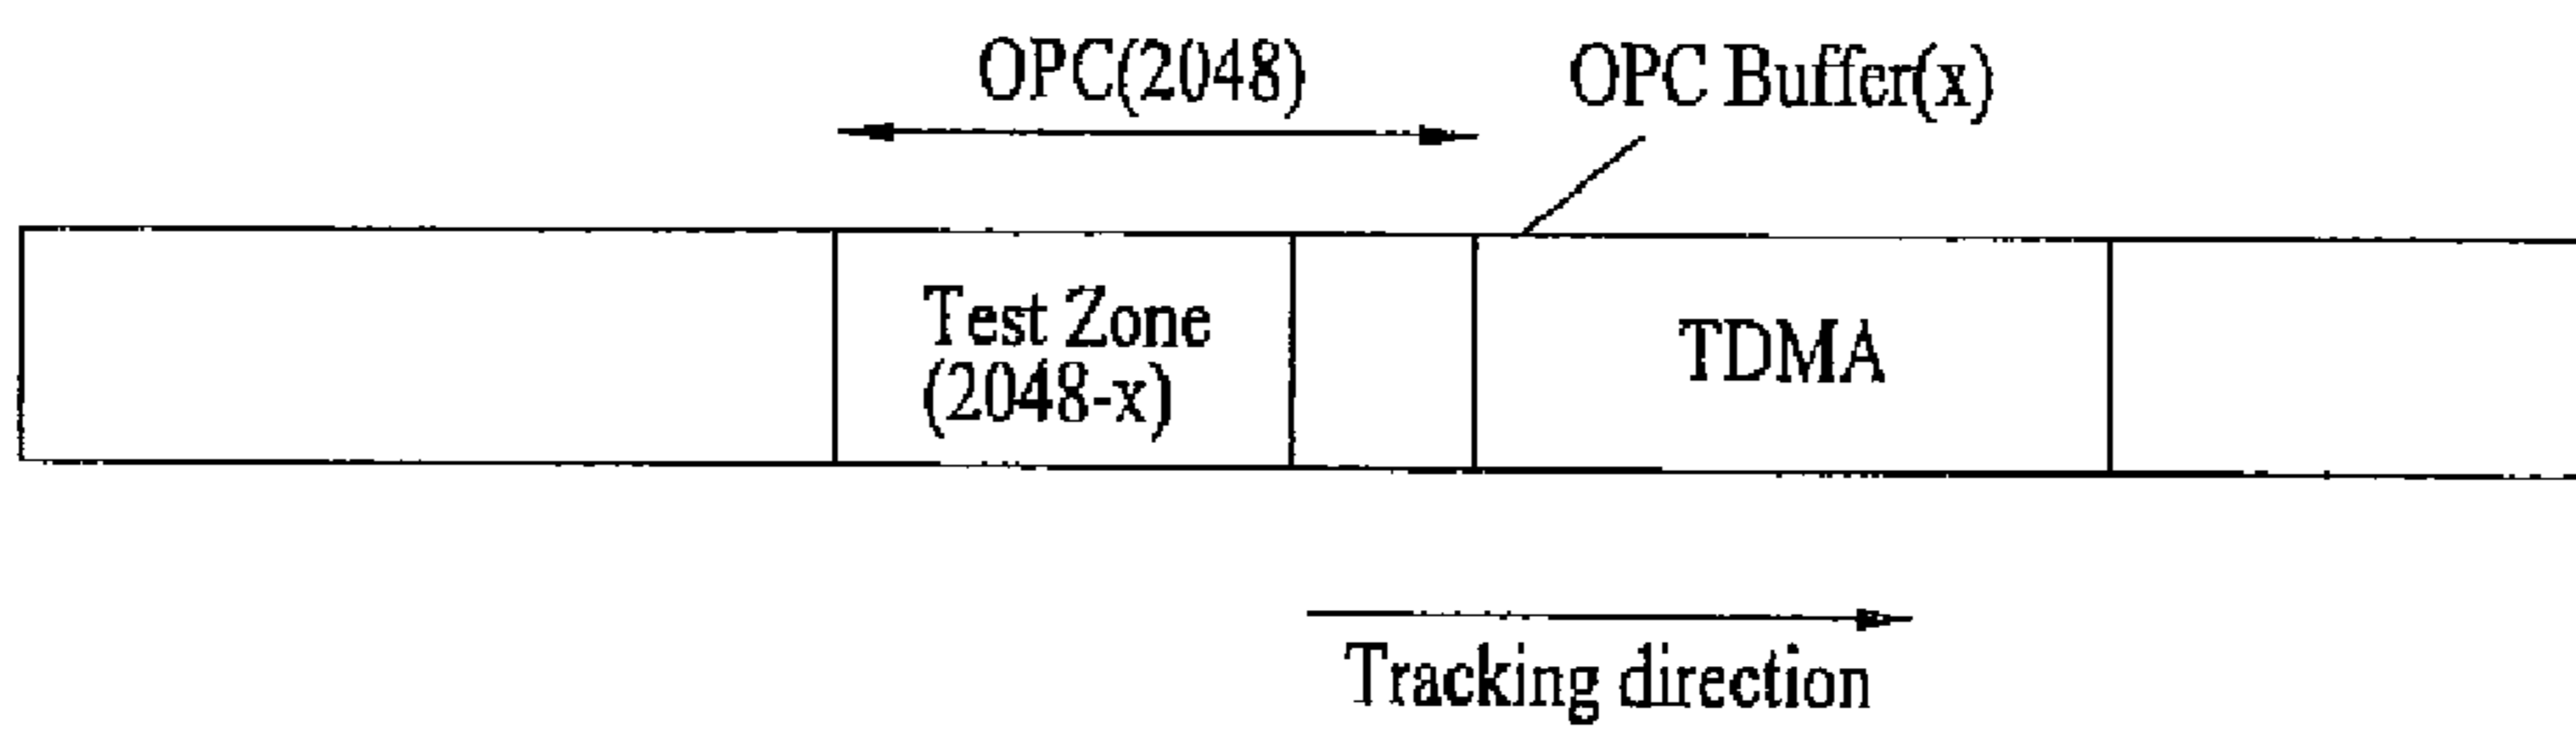 OPC(2048)
OPC Buffer(x)
Test Zone
(2048-x)
TDMA
Tracking direction